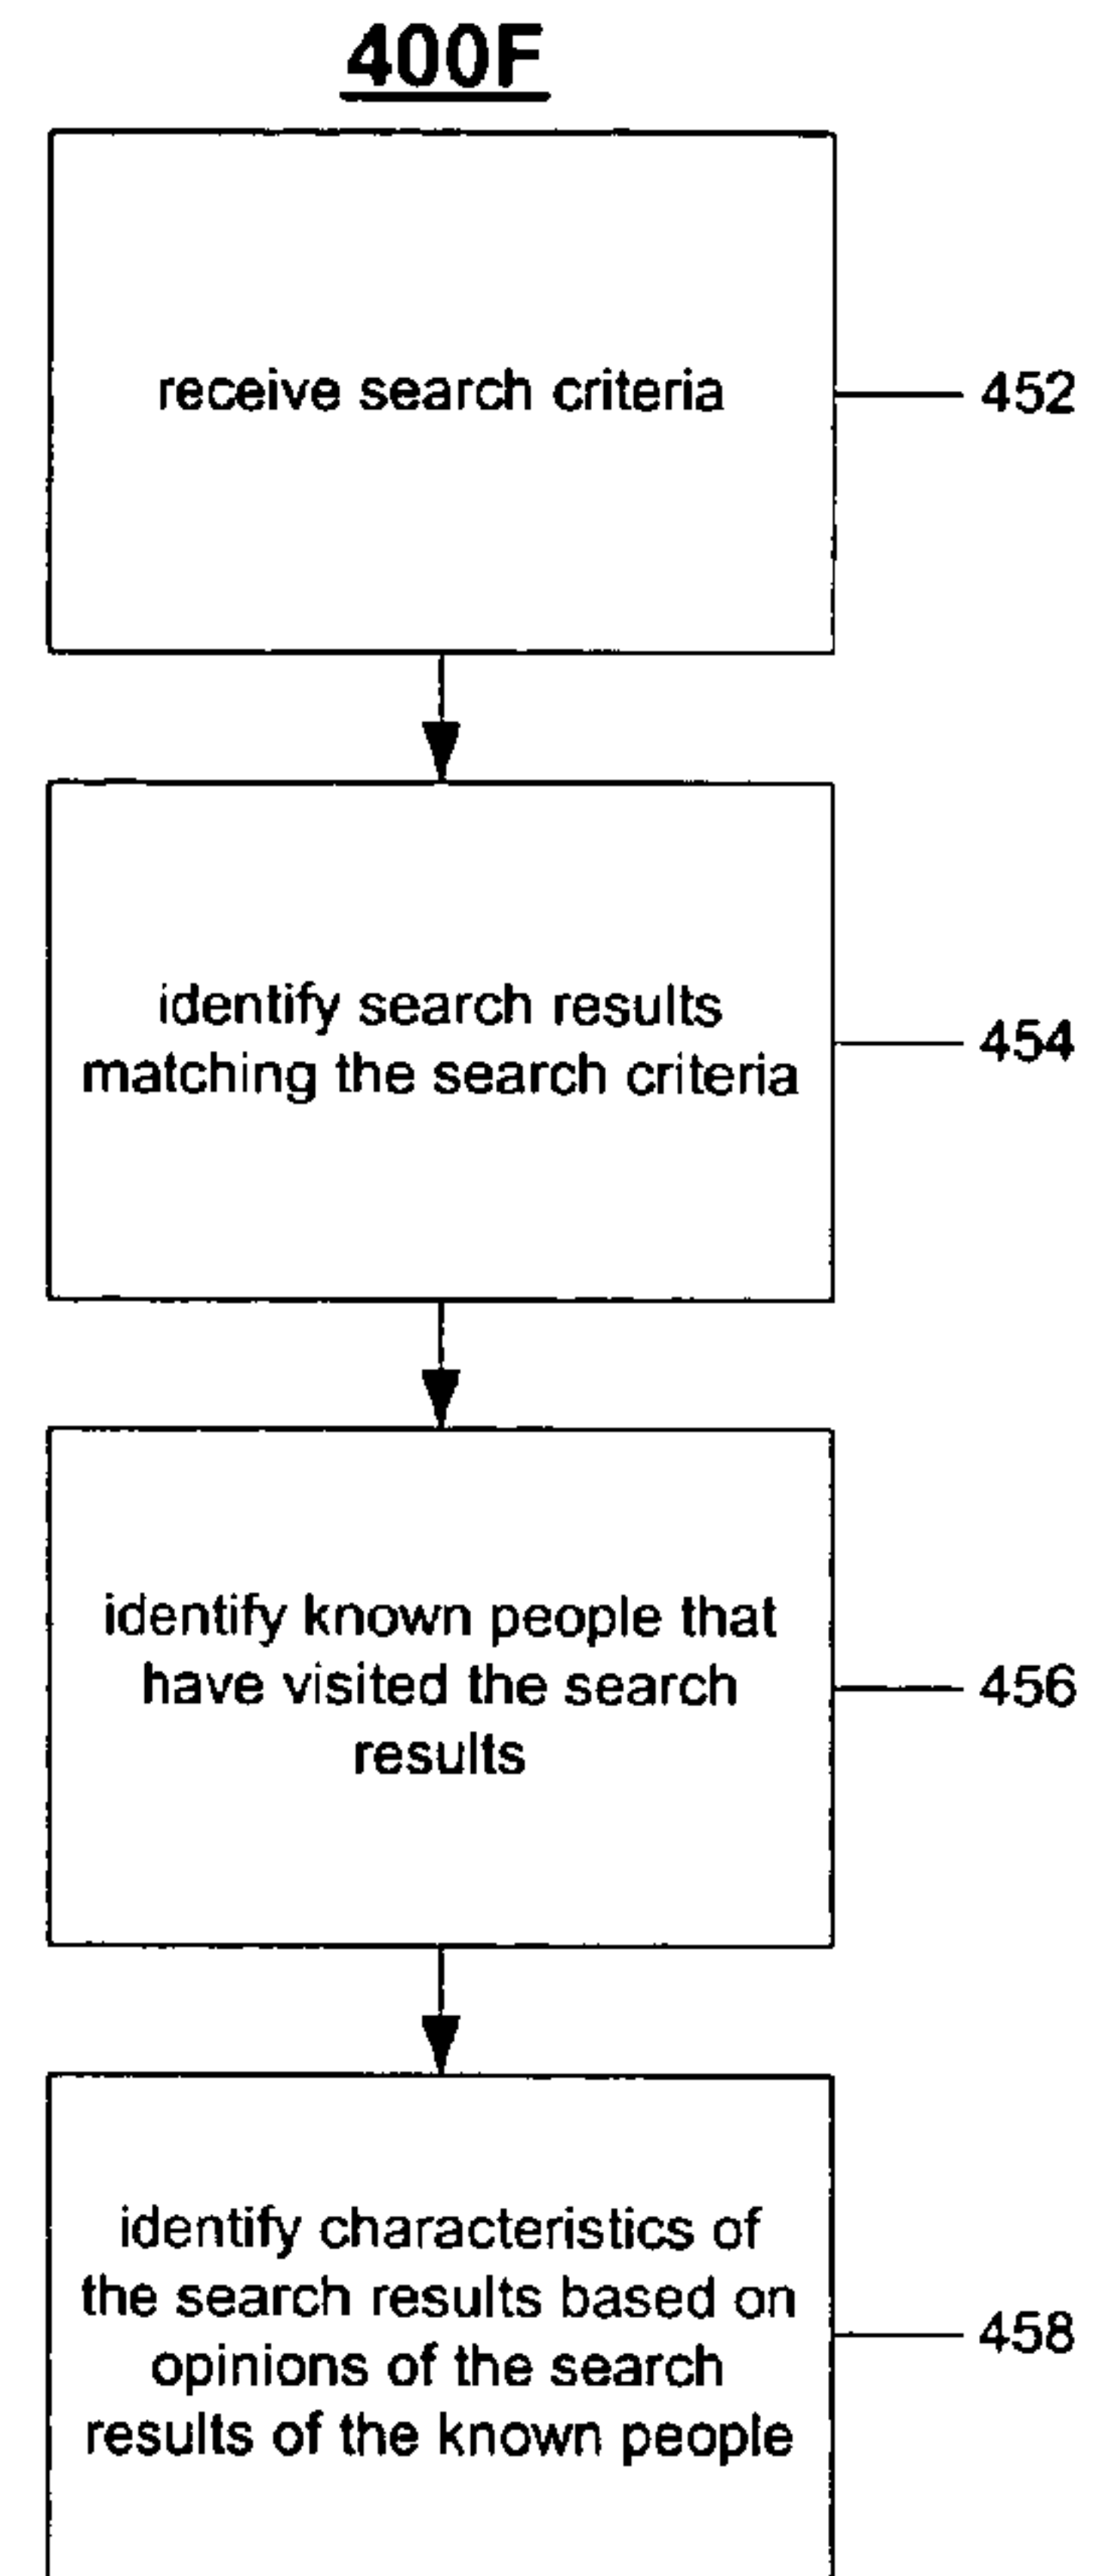 400F
receive search criteria
452
identify search results
matching the search criteria
454
identify known people that
have visited the search
results
456
identify characteristics of
the search results based on
opinions of the search
results of the known people
458